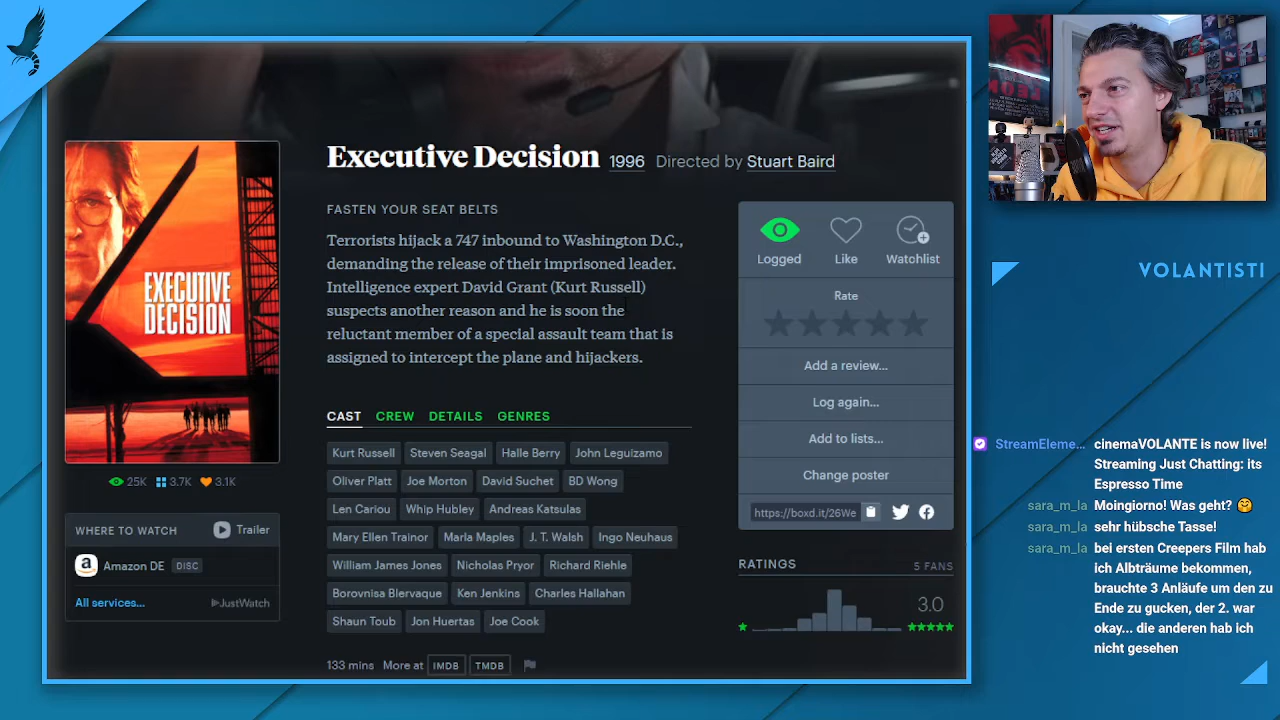 Executive Decision 1996 Directed by Stuart Baird
FASTEN YOUR SEAT BELTS
Terrorists hijack a 747 inbound to Washington D.C.,
demanding the release of their imprisoned leader.
Intelligence expert David Grant (Kurt Russell)
suspects another reason and he is soon the
reluctant member of a special assault team that is
assigned to intercept the plane and hijackers.
EXECUTIVE
DECISION
25K 3.7K 3.1K
WHERE TO WATCH Trailer
Amazon DE DISC
All services... JustWatch
CAST CREW DETAILS GENRES
Kurt Russell Steven Seagal Halle Berry John Leguizamo
Oliver Platt Joe Morton David Suchet BD Wong
Len Cariou Whip Hubley Andreas Katsulas
Mary Ellen Trainor Marla Maples J. T. Walsh Ingo Neuhaus
William James Jones Nicholas Pryor Richard Riehle
Borovnisa Blervaque Ken Jenkins Charles Hallahan
Shaun Toub Jon Huertas Joe Cook
133 mins More at IMDB TMDB
Logged Like Watchlist
Rate
Add a review...
Log again...
Add to lists...
Change poster
https://boxd.it/26We
RATINGS 5 FANS
3.0
VOLANTISTI
StreamEleme... cinemaVOLANTE is now live!
Streaming Just Chatting: its
Espresso Time
sara_m_la Moingiorno! Was geht?
sara_m_la sehr hübsche Tasse!
sara_m_la bei ersten Creepers Film hab
ich Albträume bekommen,
brauchte 3 Anläufe um den zu
Ende zu gucken, der 2. war
okay... die anderen hab ich
nicht gesehen